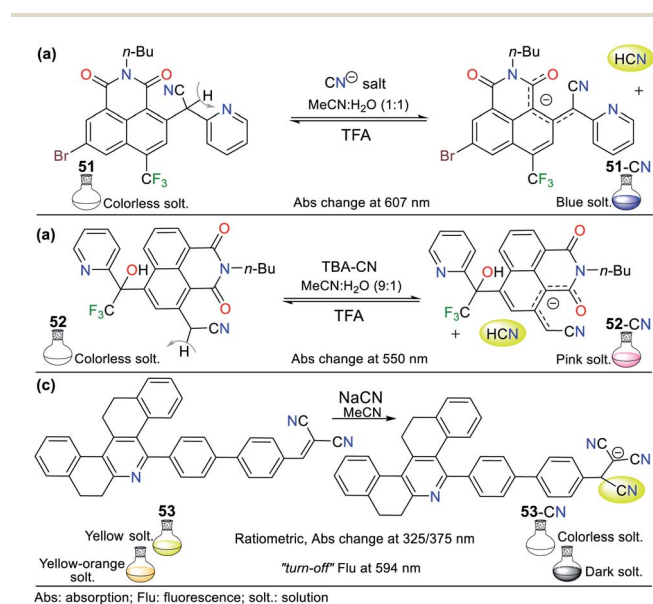 (a)
n-Bu
O N O
NC H N
Br
CF3
51
Colorless solt.
CN⊖ salt
MeCN:H2O (1:1)
TFA
Abs change at 607 nm
HCN
+
n-Bu
O N O
⊖ CN
N
Br
CF3
51-CN
Blue solt.
(a)
N OH
F3C
O
N n-Bu
O
CN
H
52
Colorless solt.
TBA-CN
MeCN:H2O (9:1)
TFA
Abs change at 550 nm
N OH
F3C
O
N n-Bu
⊖ O
CN
+ HCN
52-CN
Pink solt.
(c)
N
CN
CN
53
Yellow solt.
Yellow-orange
solt.
NaCN
MeCN
Ratiometric, Abs change at 325/375 nm
"turn-off" Flu at 594 nm
N
NC ⊖
CN
CN
53-CN
Colorless solt.
Dark solt.
Abs: absorption; Flu: fluorescence; solt.: solution